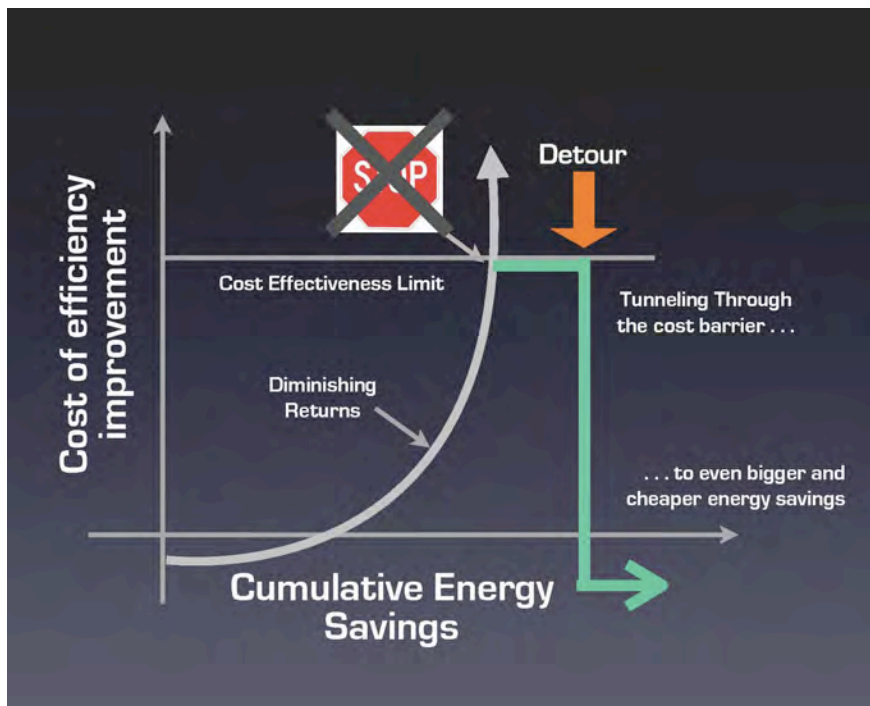 STOP
Detour
Cost of efficiency
improvement
Cost Effectiveness Limit
Tunneling Through
the cost barrier . . .
Diminishing
Returns
. . . to even bigger and
cheaper energy savings
Cumulative Energy
Savings